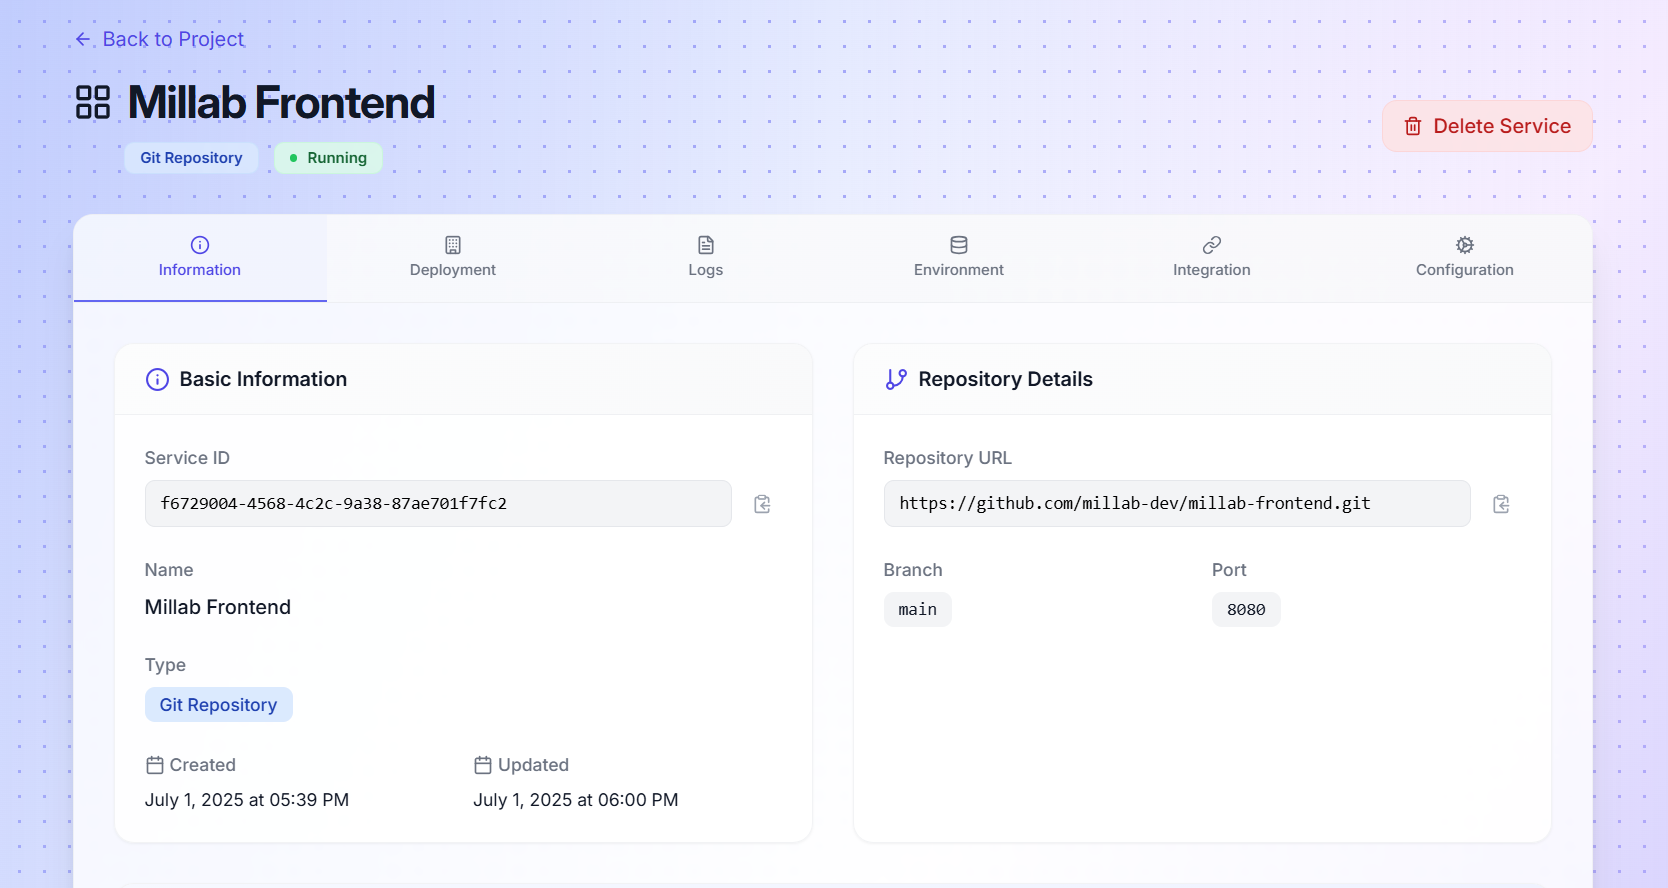 Back to Project
Millab Frontend
Git Repository
Running
Delete Service
Information
Deployment
Logs
Environment
Integration
Configuration
Basic Information
Service ID
f6729004-4568-4c2c-9a38-87ae701f7fc2
Name
Millab Frontend
Type
Git Repository
Created
Updated
July 1, 2025 at 05:39 PM
July 1, 2025 at 06:00 PM
Repository Details
Repository URL
https://github.com/millab-dev/millab-frontend.git
Branch
Port
main
8080